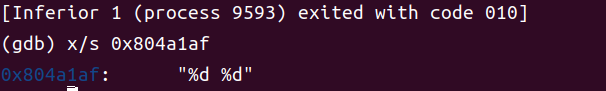 [Inferior 1 (process 9593) exited with code 010]
(gdb) x/s 0x804a1af
0x804a1af:      "%d %d"